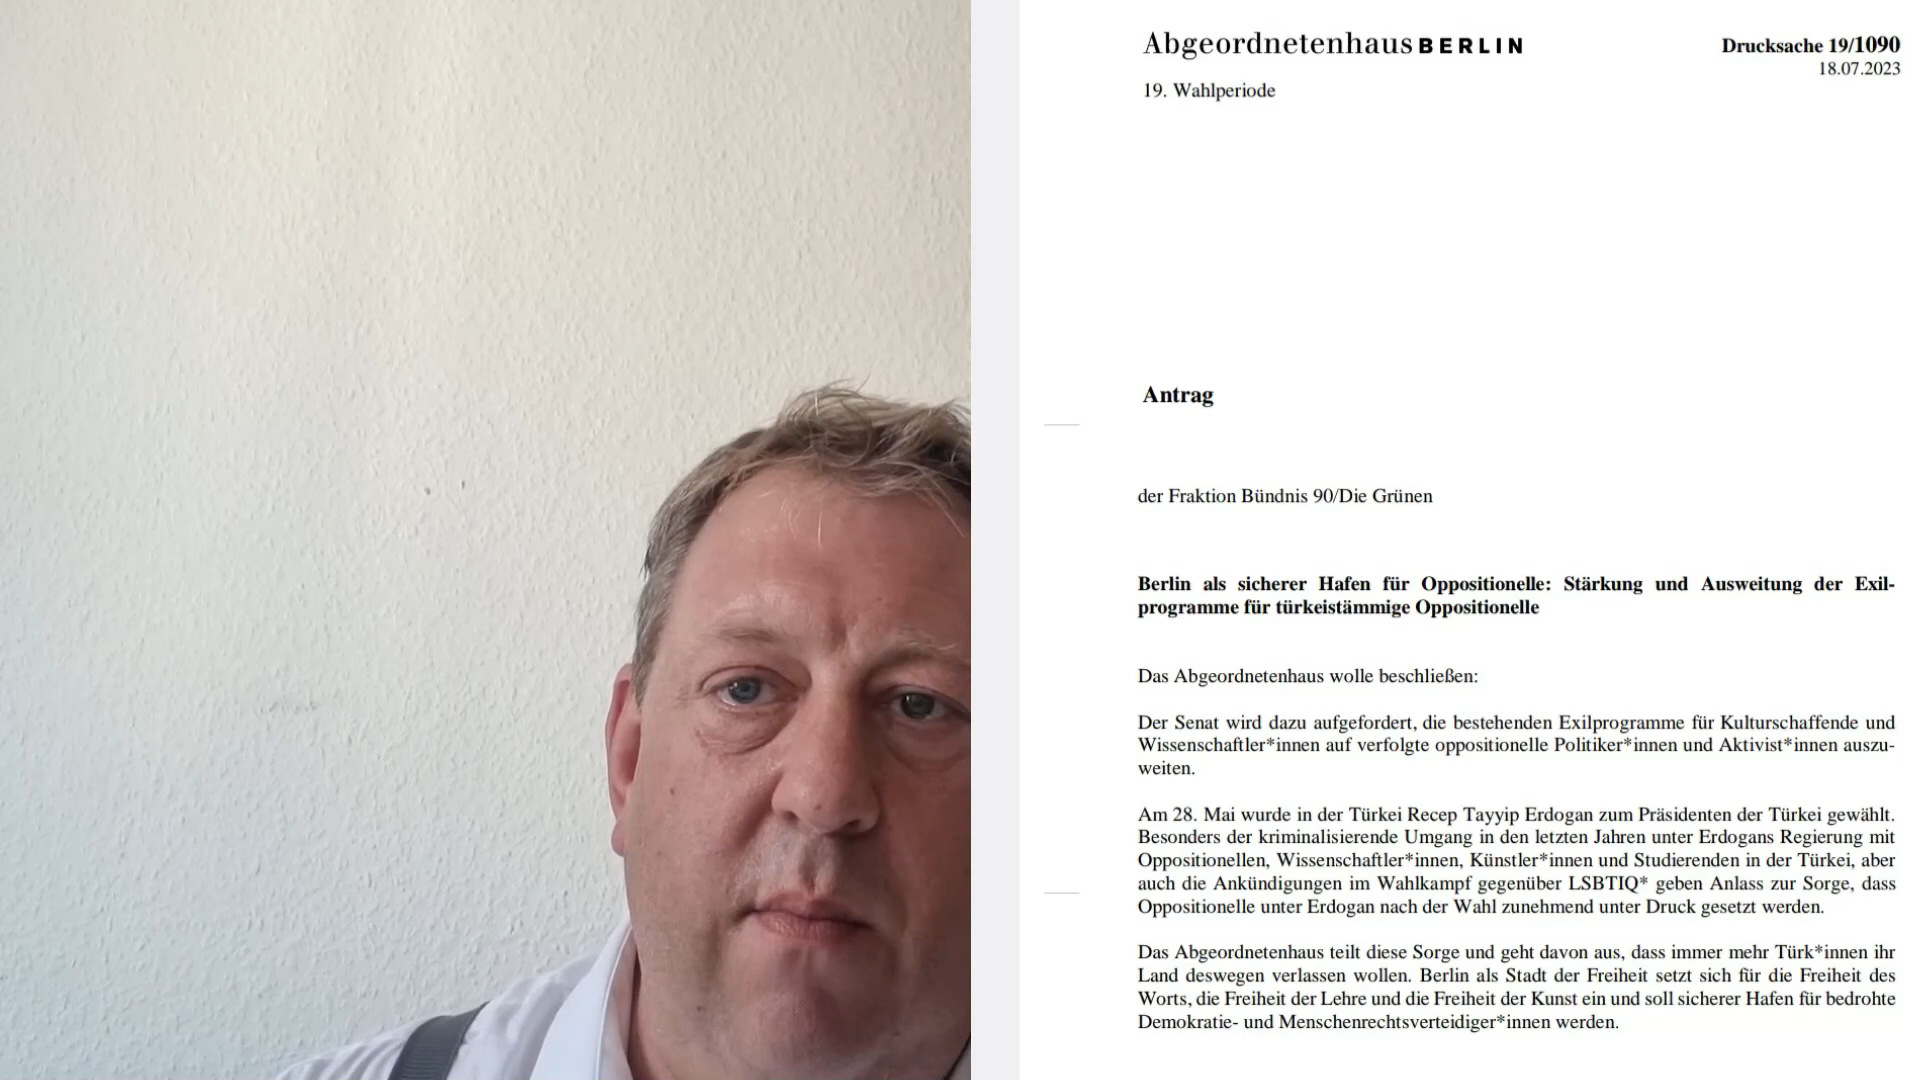 Abgeordnetenhaus BERLIN
Drucksache 19/1090
18.07.2023
19. Wahlperiode
Antrag
der Fraktion Bündnis 90/Die Grünen
Berlin als sicherer Hafen für Oppositionelle: Stärkung und Ausweitung der Exil-
programme für türkeistämmige Oppositionelle
Das Abgeordnetenhaus wolle beschließen:
Der Senat wird dazu aufgefordert, die bestehenden Exilprogramme für Kulturschaffende und
Wissenschaftler*innen auf verfolgte oppositionelle Politiker*innen und Aktivist*innen auszu-
weiten.
Am 28. Mai wurde in der Türkei Recep Tayyip Erdogan zum Präsidenten der Türkei gewählt.
Besonders der kriminalisierende Umgang in den letzten Jahren unter Erdogans Regierung mit
Oppositionellen, Wissenschaftler*innen, Künstler*innen und Studierenden in der Türkei, aber
auch die Ankündigungen im Wahlkampf gegenüber LSBTIQ* geben Anlass zur Sorge, dass
Oppositionelle unter Erdogan nach der Wahl zunehmend unter Druck gesetzt werden.
Das Abgeordnetenhaus teilt diese Sorge und geht davon aus, dass immer mehr Türk*innen ihr
Land deswegen verlassen wollen. Berlin als Stadt der Freiheit setzt sich für die Freiheit des
Worts, die Freiheit der Lehre und die Freiheit der Kunst ein und soll sicherer Hafen für bedrohte
Demokratie- und Menschenrechtsverteidiger*innen werden.